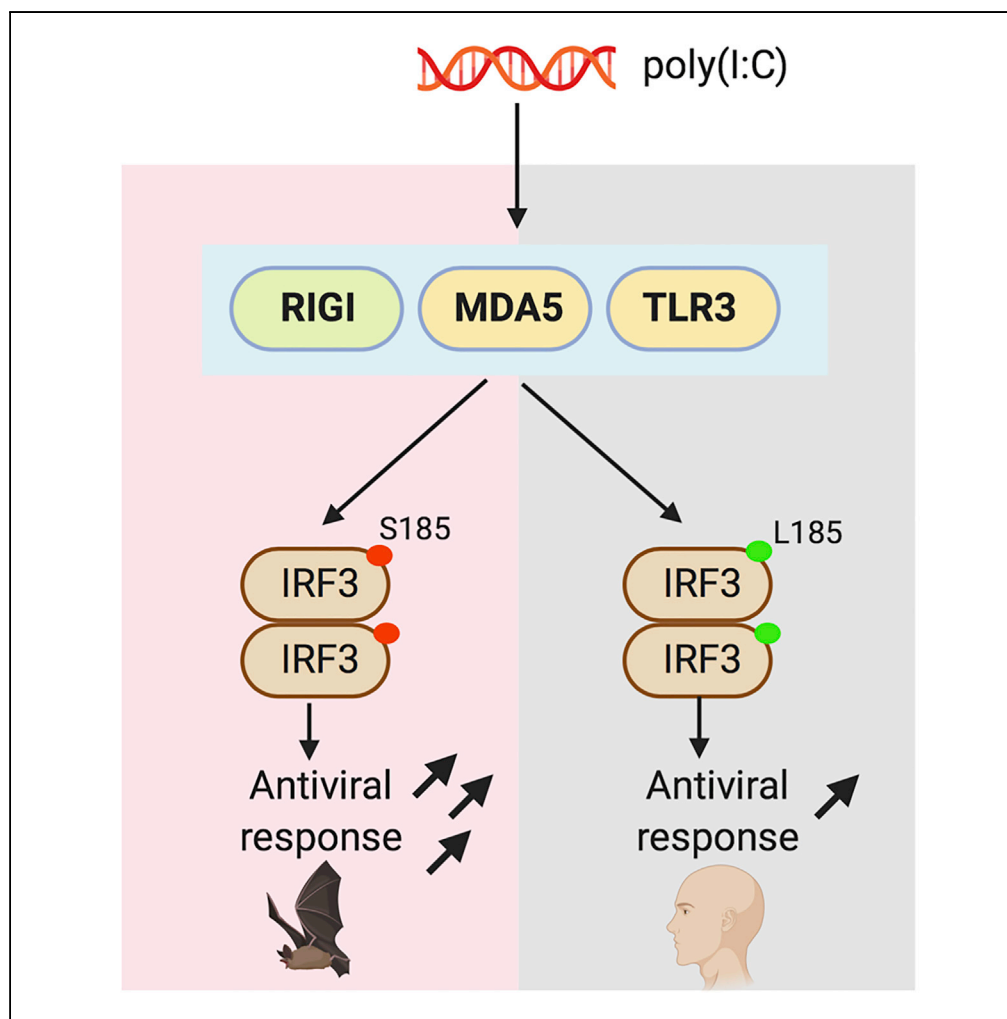 poly(I:C)
RIGI MDA5 TLR3
S185
L185
IRF3
IRF3
IRF3
IRF3
Antiviral
response
Antiviral
response